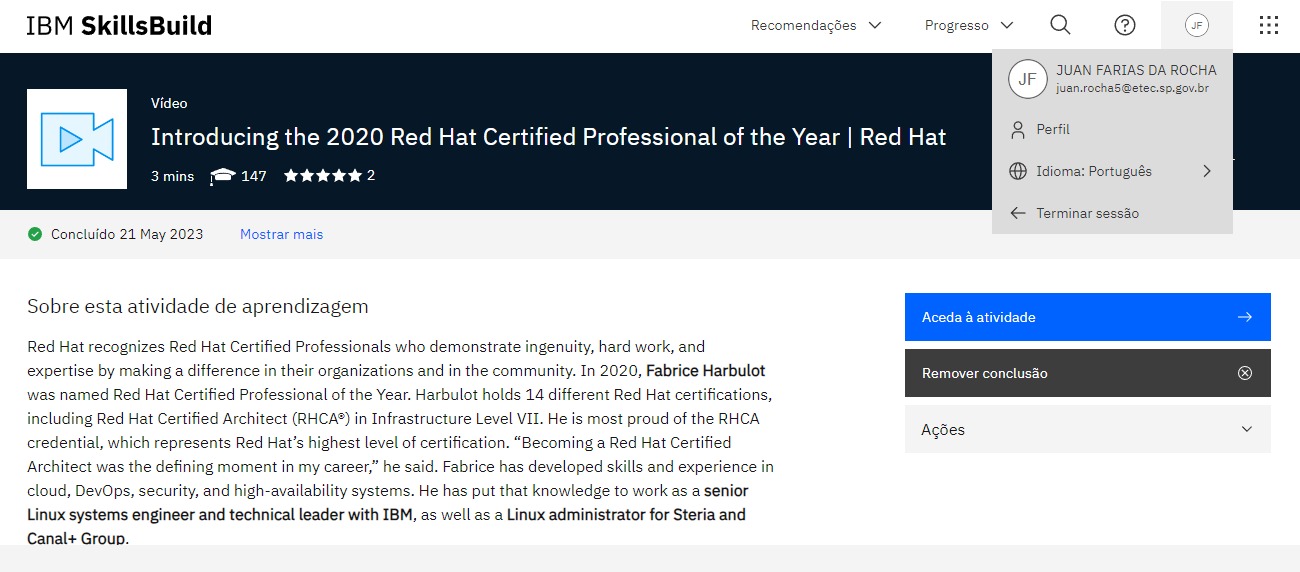 IBM SkillsBuild
Recomendações
Progresso
JF
JF
JUAN FARIAS DA ROCHA
juan.rocha5@etec.sp.gov.br
Perfil
Idioma: Português
Terminar sessão
Vídeo
Introducing the 2020 Red Hat Certified Professional of the Year | Red Hat
3 mins 147 2
Concluído 21 May 2023 Mostrar mais
Sobre esta atividade de aprendizagem
Red Hat recognizes Red Hat Certified Professionals who demonstrate ingenuity, hard work, and
expertise by making a difference in their organizations and in the community. In 2020, Fabrice Harbulot
was named Red Hat Certified Professional of the Year. Harbulot holds 14 different Red Hat certifications,
including Red Hat Certified Architect (RHCA®) in Infrastructure Level VII. He is most proud of the RHCA
credential, which represents Red Hat’s highest level of certification. “Becoming a Red Hat Certified
Architect was the defining moment in my career,” he said. Fabrice has developed skills and experience in
cloud, DevOps, security, and high-availability systems. He has put that knowledge to work as a senior
Linux systems engineer and technical leader with IBM, as well as a Linux administrator for Steria and
Canal+ Group.
Aceda à atividade
Remover conclusão
Ações